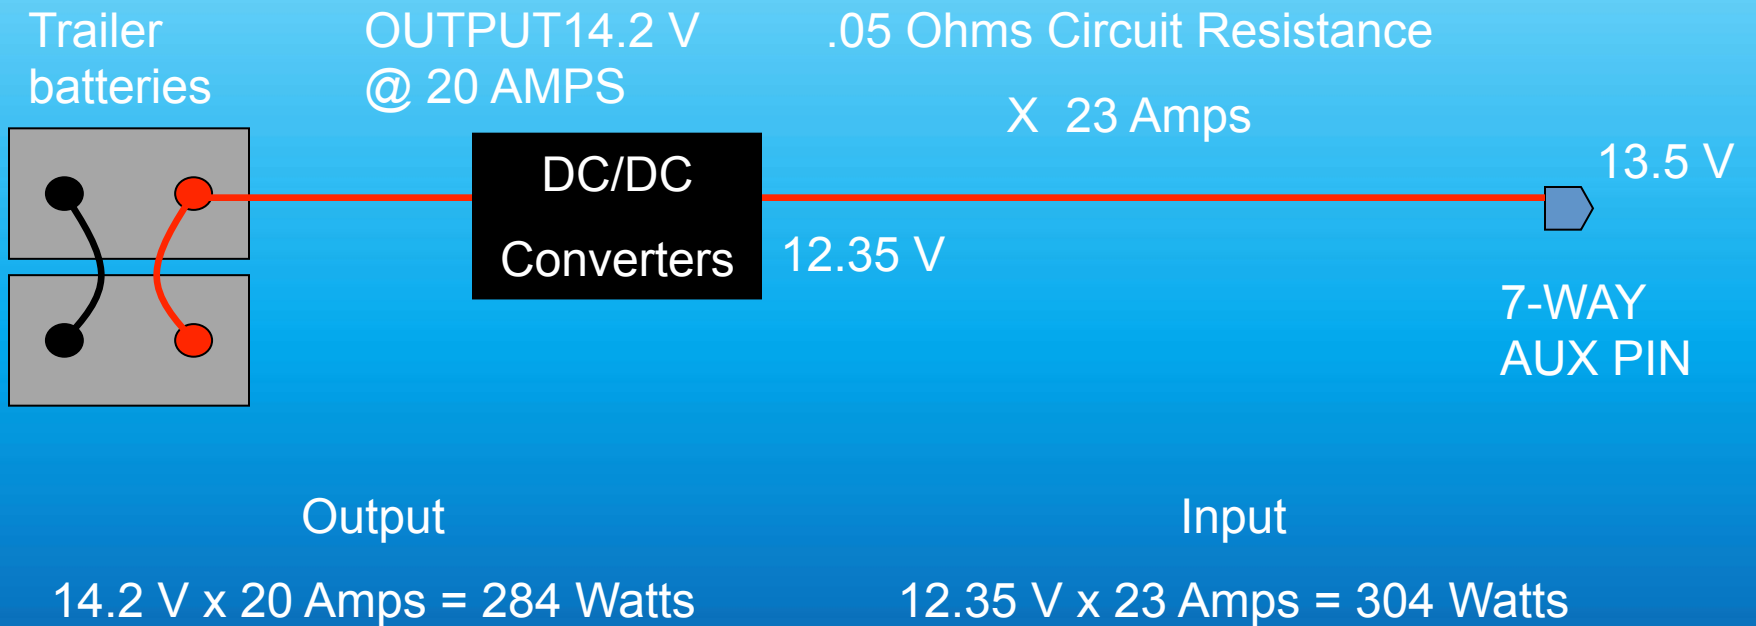 Trailer
batteries
OUTPUT14.2 V
@ 20 AMPS
.05 Ohms Circuit Resistance
X 23 Amps
13.5 V
DC/DC
Converters
12.35 V
7-WAY
AUX PIN
Output
Input
14.2 V x 20 Amps = 284 Watts
12.35 V x 23 Amps = 304 Watts